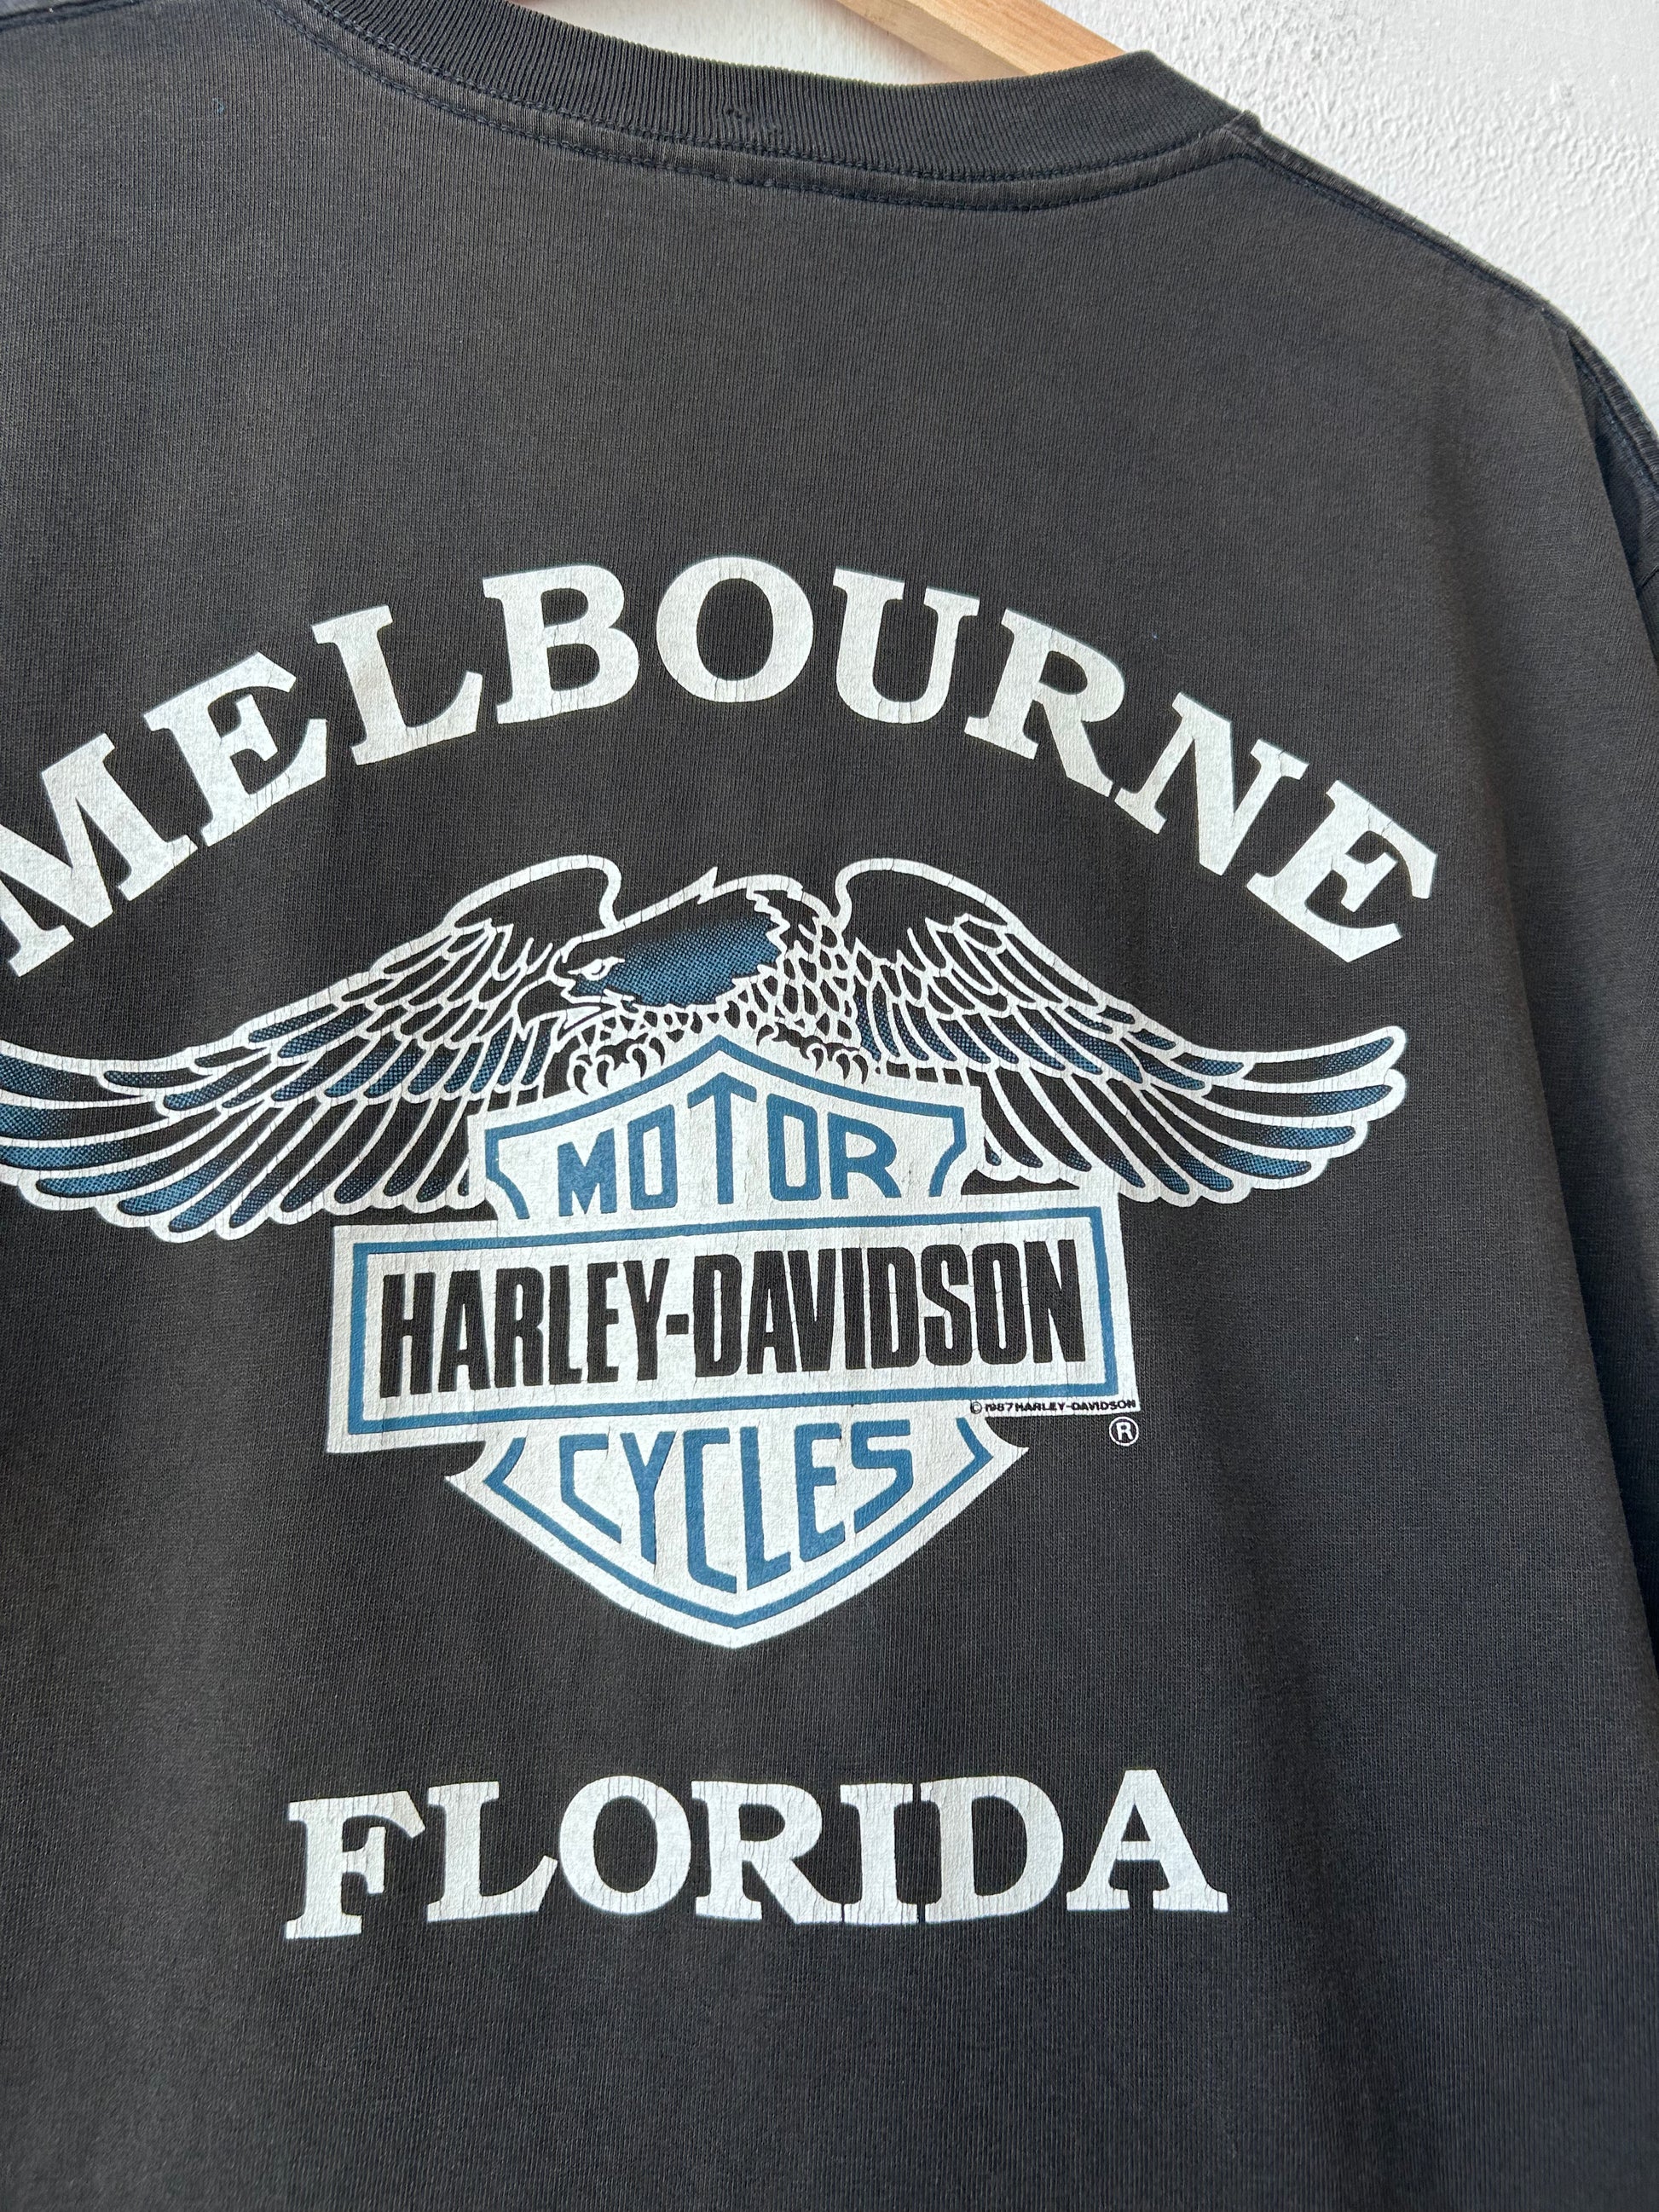 MELBOURNE
MOTOR
HARLEY-DAVIDSON
© 1987 HARLEY-DAVIDSON
®
CYCLES
FLORIDA